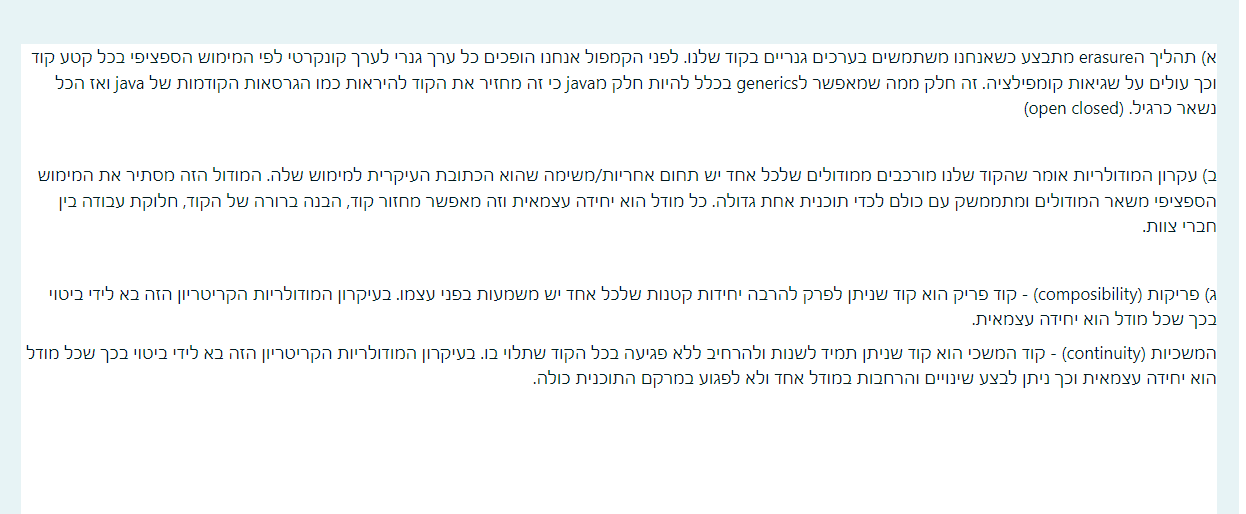 א) תהליך הerasure מתבצע כשאנחנו משתמשים בערכים גנריים בקוד שלנו. לפני הקמפול אנחנו הופכים כל ערך גנרי לערך קונקרטי לפי המימוש הספציפי בכל קטע קוד
וכך עולים על שגיאות קומפילציה. זה חלק ממה שמאפשר לgenerics בכלל להיות חלק מjava כי זה מחזיר את הקוד להיראות כמו הגרסאות הקודמות של java ואז הכל
נשאר כרגיל. (open closed)
ב) עקרון המודולריות אומר שהקוד שלנו מורכבים ממודולים שלכל אחד יש תחום אחריות/משימה שהוא הכתובת העיקרית למימוש שלה. המודול הזה מסתיר את המימוש
הספציפי משאר המודולים ומתממשק עם כולם לכדי תוכנית אחת גדולה. כל מודל הוא יחידה עצמאית וזה מאפשר מחזור קוד, הבנה ברורה של הקוד, חלוקת עבודה בין
חברי צוות.
ג) פריקות (composibility) - קוד פריק הוא קוד שניתן לפרק להרבה יחידות קטנות שלכל אחד יש משמעות בפני עצמו. בעיקרון המודולריות הקריטריון הזה בא לידי ביטוי
בכך שכל מודל הוא יחידה עצמאית.
המשכיות (continuity) - קוד המשכי הוא קוד שניתן תמיד לשנות ולהרחיב ללא פגיעה בכל הקוד שתלוי בו. בעיקרון המודולריות הקריטריון הזה בא לידי ביטוי בכך שכל מודל
הוא יחידה עצמאית וכך ניתן לבצע שינויים והרחבות במודל אחד ולא לפגוע במרקם התוכנית כולה.